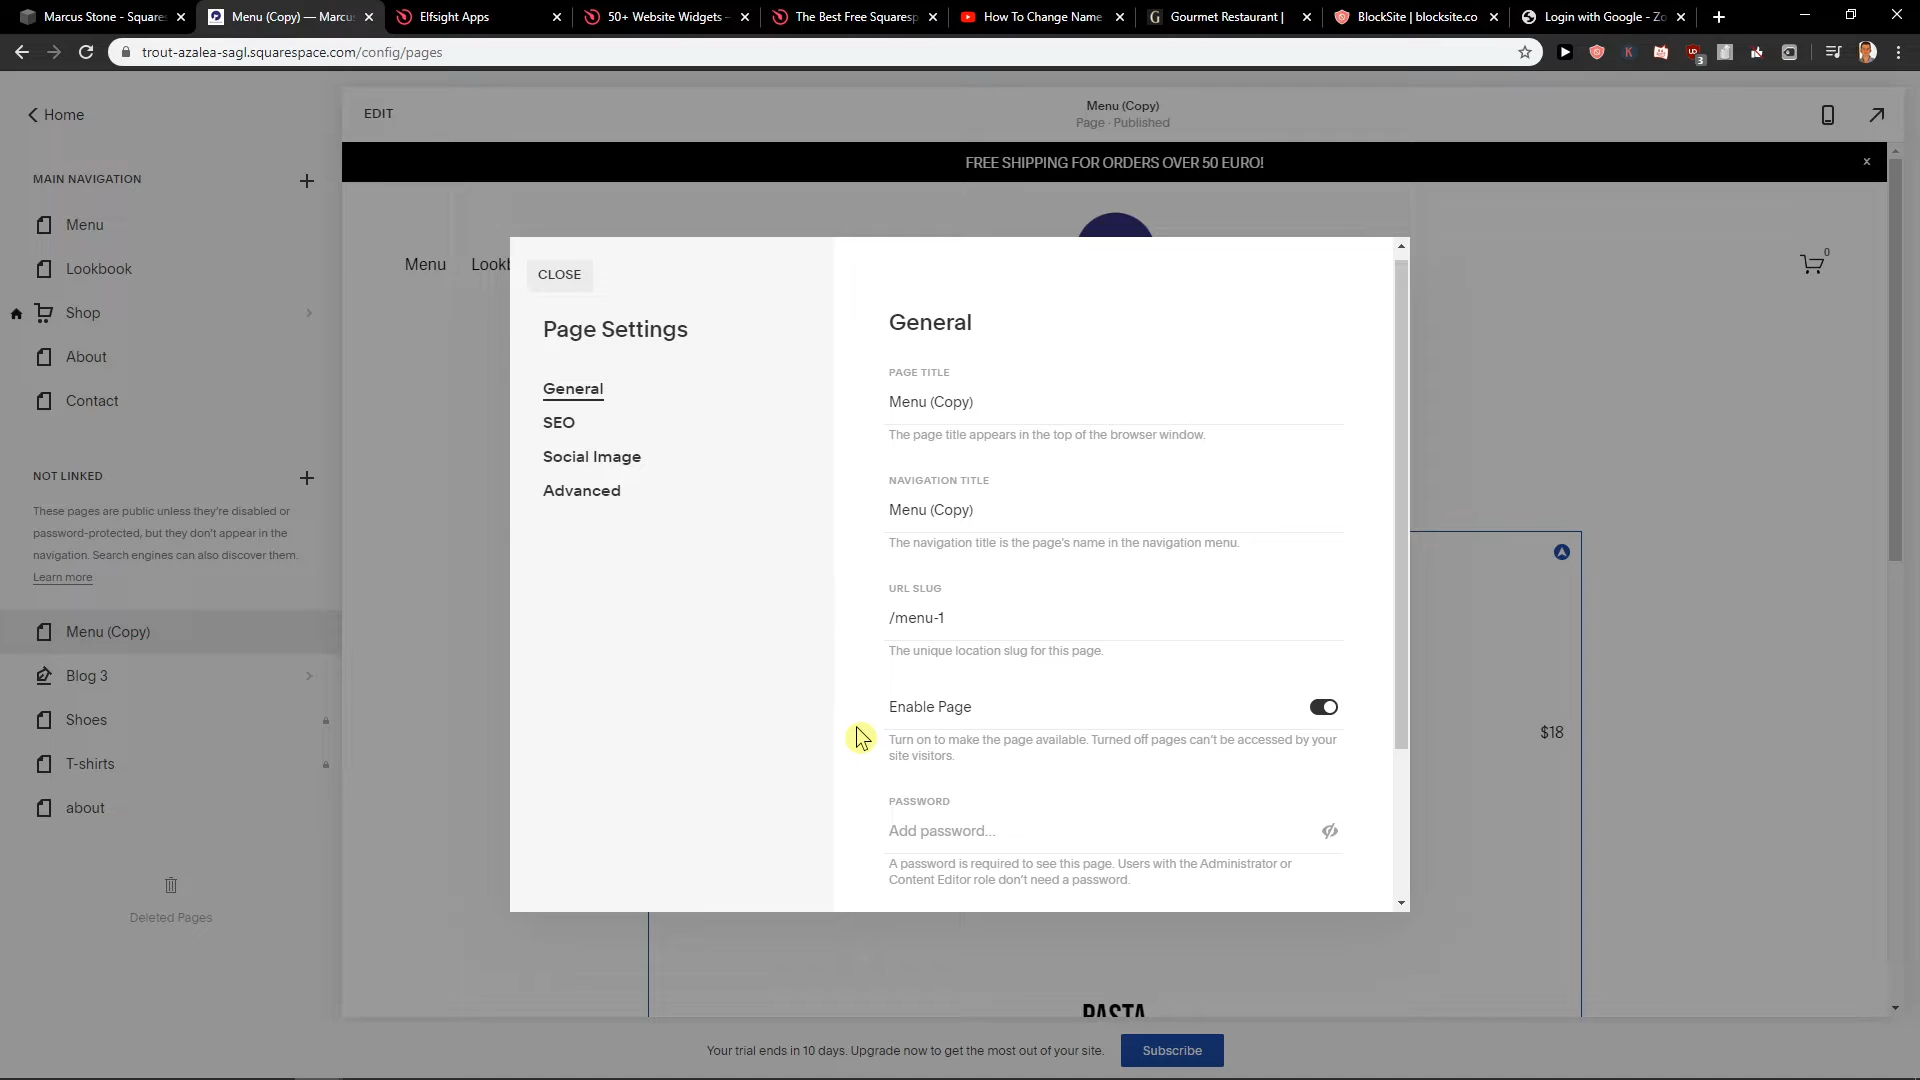 Marcus Stone - Squares
Menu (Copy) — Marcus
Elfsight Apps
50+ Website Widgets -
The Best Free Squaresp
How To Change Name
Gourmet Restaurant |
BlockSite | blocksite.co
Login with Google - Zo
trout-azalea-sagl.squarespace.com/config/pages
3
Home
EDIT
Menu (Copy)
Page · Published
FREE SHIPPING FOR ORDERS OVER 50 EURO!
x
MAIN NAVIGATION
Menu
Lookbook
Shop
About
Contact
NOT LINKED
These pages are public unless they're disabled or
password-protected, but they don't appear in the
navigation. Search engines can also discover them.
Learn more
Menu (Copy)
Blog 3
Shoes
T-shirts
about
Deleted Pages
Menu
Lookb
0
CLOSE
Page Settings
General
SEO
Social Image
Advanced
General
PAGE TITLE
Menu (Copy)
The page title appears in the top of the browser window.
NAVIGATION TITLE
Menu (Copy)
The navigation title is the page's name in the navigation menu.
URL SLUG
/menu-1
The unique location slug for this page.
Enable Page
Turn on to make the page available. Turned off pages can't be accessed by your
site visitors.
PASSWORD
Add password...
A password is required to see this page. Users with the Administrator or
Content Editor role don't need a password.
$18
PASTA
Your trial ends in 10 days. Upgrade now to get the most out of your site.
Subscribe